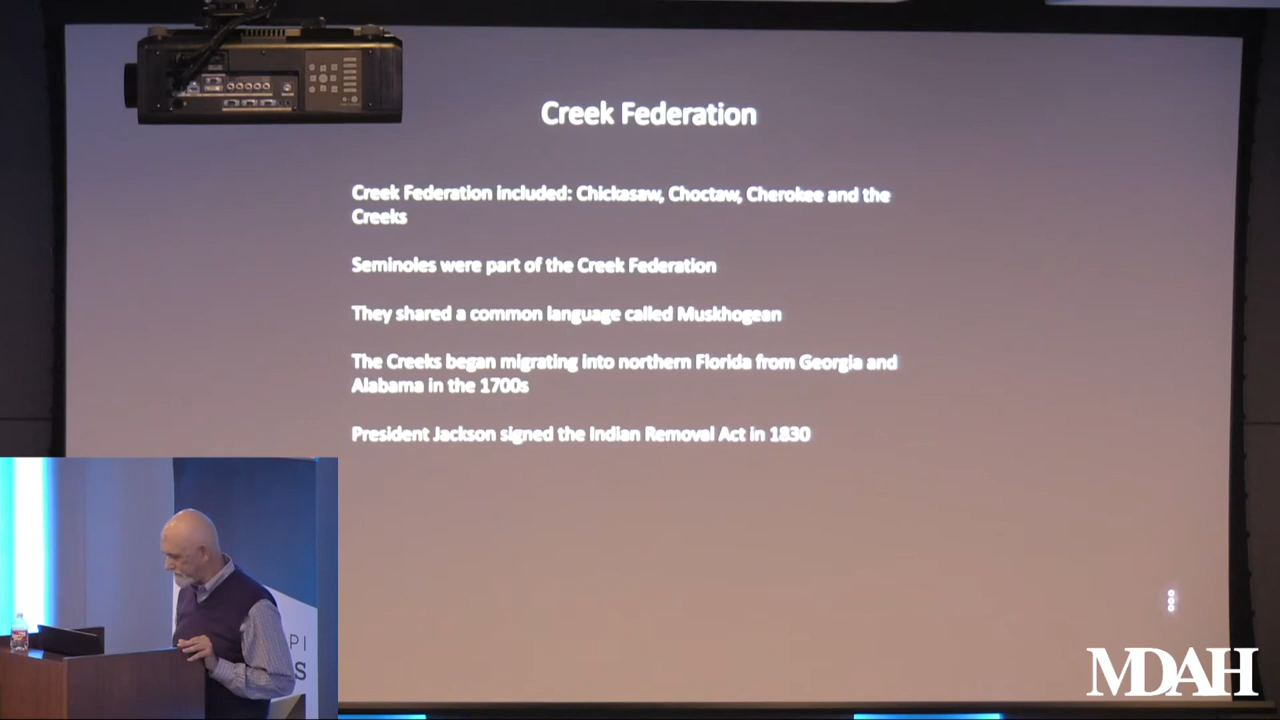 Creek Federation
Creek Federation included: Chickasaw, Choctaw, Cherokee and the
Creeks
Seminoles were part of the Creek Federation
They shared a common language called Muskhogean
The Creeks began migrating into northern Florida from Georgia and
Alabama in the 1700s
President Jackson signed the Indian Removal Act in 1830
PI
S
MDAH